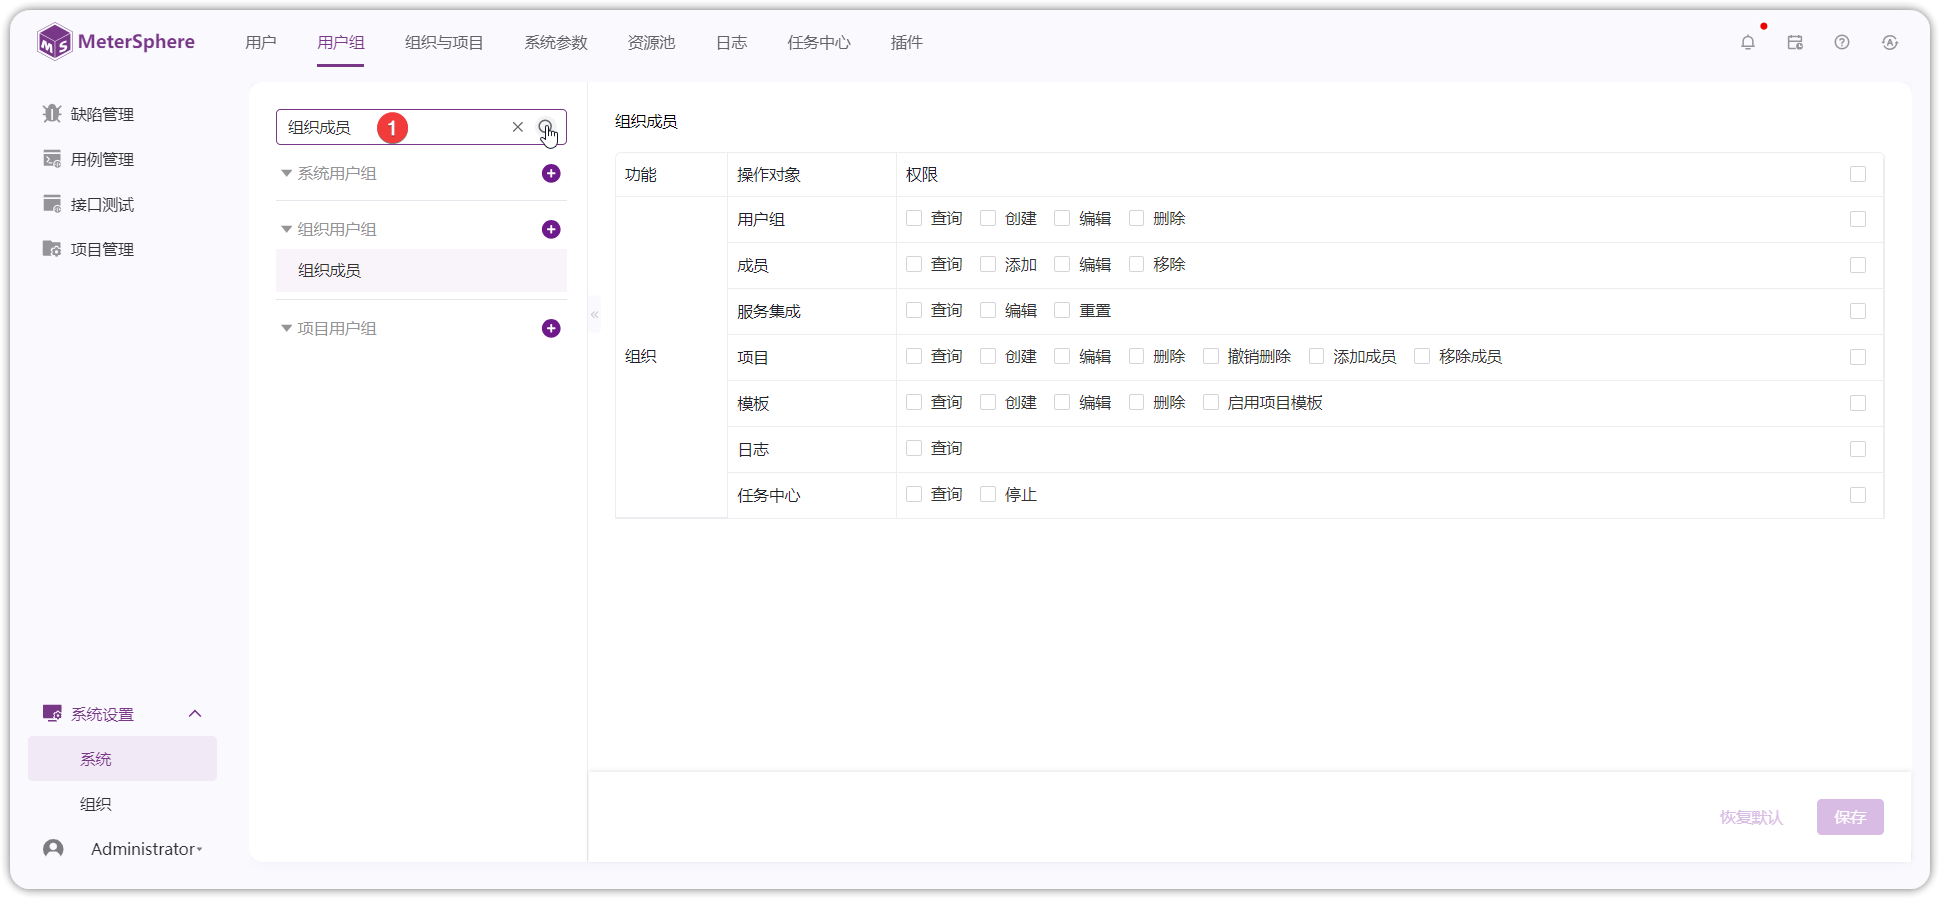 MS MeterSphere
用户 用户组 组织与项目 系统参数 资源池 日志 任务中心 插件
缺陷管理
用例管理
接口测试
项目管理
系统设置
系统
组织
Administrator
组织成员 1
系统用户组
组织用户组
组织成员
项目用户组
组织成员
功能 操作对象 权限
组织
用户组 查询 创建 编辑 删除
成员 查询 添加 编辑 移除
服务集成 查询 编辑 重置
项目 查询 创建 编辑 删除 撤销删除 添加成员 移除成员
模板 查询 创建 编辑 删除 启用项目模板
日志 查询
任务中心 查询 停止
恢复默认 保存